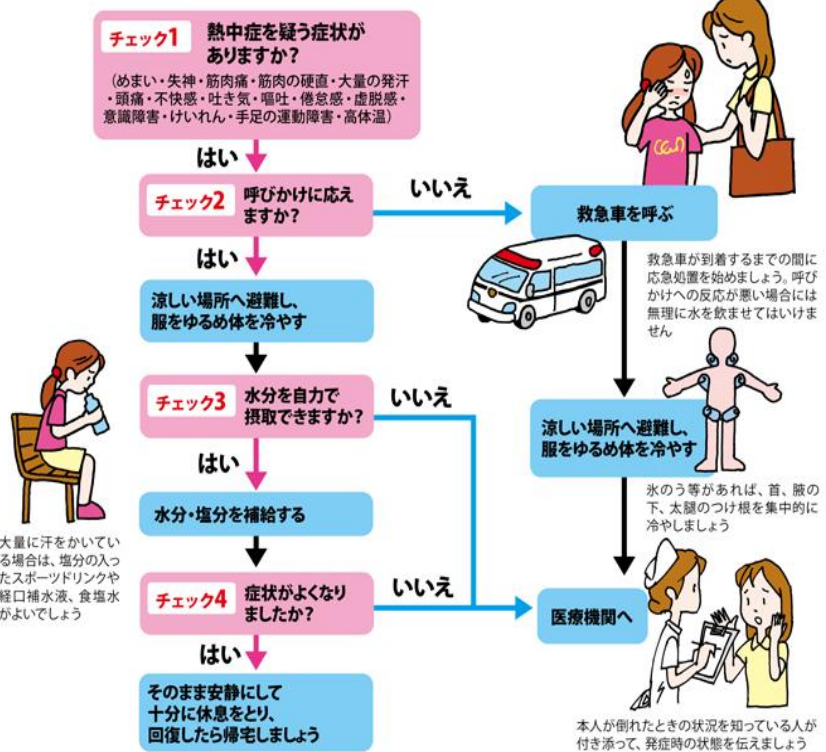 チェック1
熱中症を疑う症状が
ありますか？
（めまい・失神・筋肉痛・筋肉の硬直・大量の発汗
・頭痛・不快感・吐き気・嘔吐・倦怠感・虚脱感・
意識障害・けいれん・手足の運動障害・高体温）
はい
チェック2
呼びかけに応え
ますか？
いいえ
救急車を呼ぶ
救急車が到着するまでの間に
応急処置を始めましょう。呼び
かけへの反応が悪い場合には
無理に水を飲ませてはいけま
せん
はい
涼しい場所へ避難し、
服をゆるめ体を冷やす
チェック3
水分を自力で
摂取できますか？
いいえ
涼しい場所へ避難し、
服をゆるめ体を冷やす
氷のう等があれば、首、腋の
下、太腿のつけ根を集中的に
冷やしましょう
はい
水分・塩分を補給する
大量に汗をかいてい
る場合は、塩分の入っ
たスポーツドリンクや
経口補水液、食塩水
がよいでしょう
チェック4
症状がよくなり
ましたか？
いいえ
医療機関へ
はい
そのまま安静にして
十分に休息をとり、
回復したら帰宅しましょう
本人が倒れたときの状況を知っている人が
付き添って、発症時の状態を伝えましょう